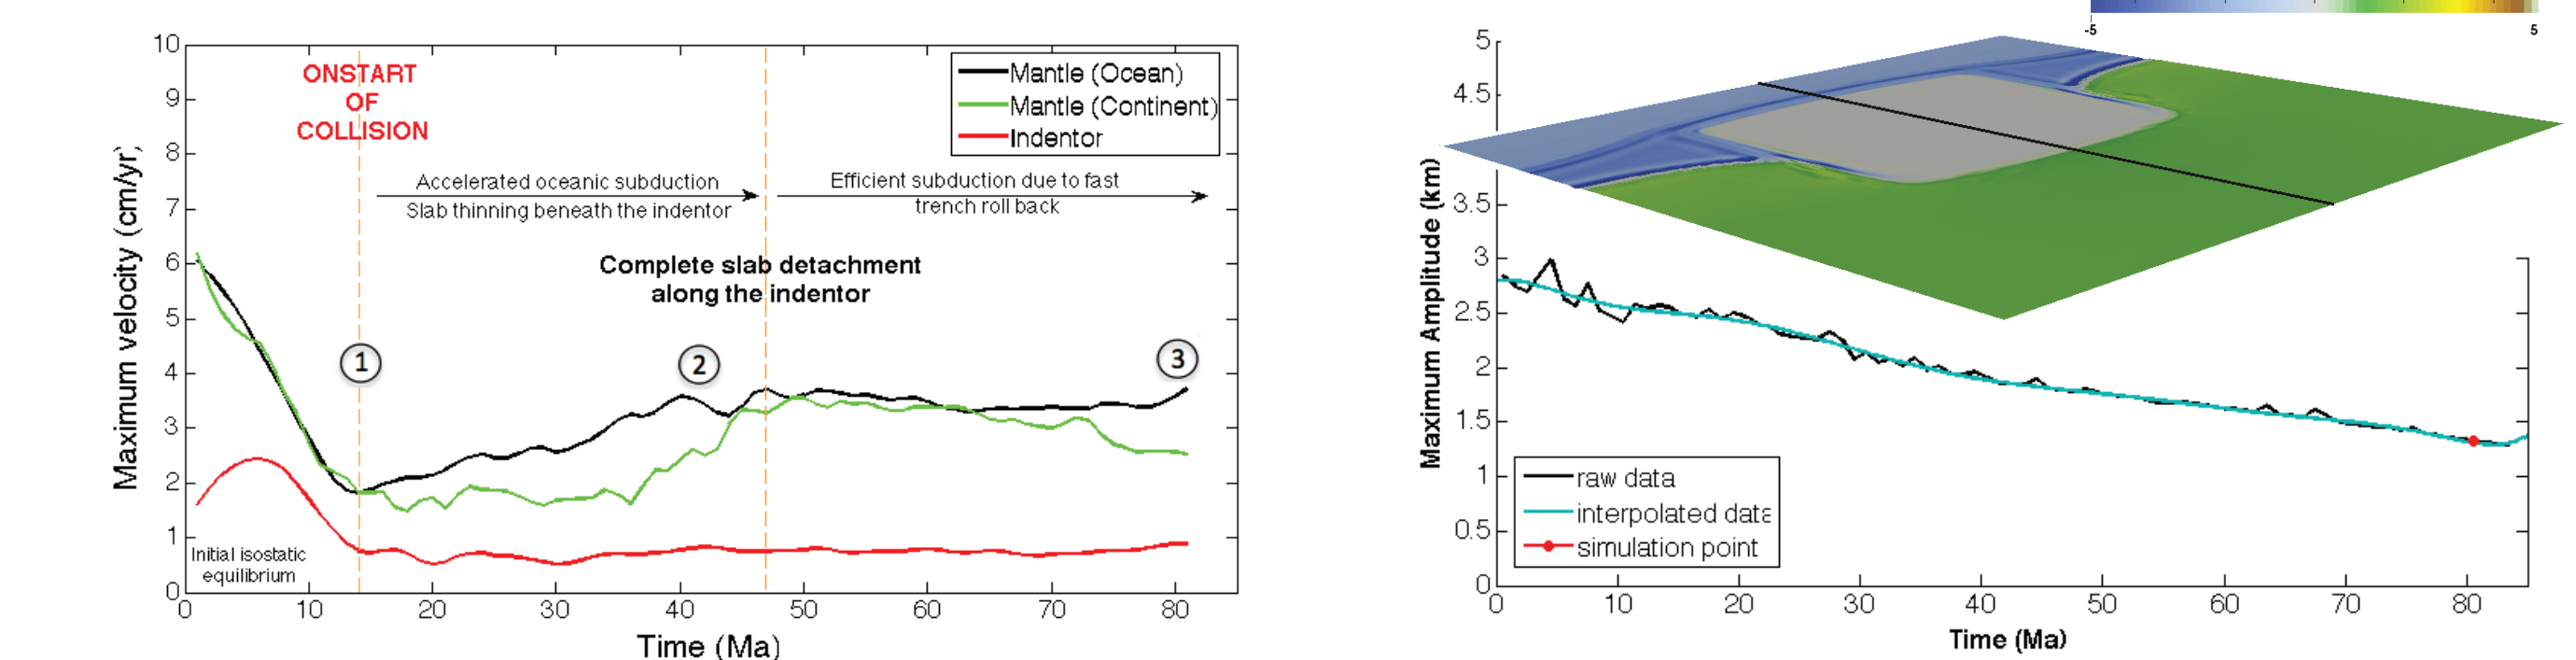 10
9
8
7
6
5
4
3
2
1
0
Maximum velocity (cm/yr)
ONSTART
OF
COLLISION
Mantle (Ocean)
Mantle (Continent)
Indentor
Accelerated oceanic subduction
Slab thinning beneath the indentor
Efficient subduction due to fast
trench roll back
Complete slab detachment
along the indentor
1
2
3
Initial isostatic
equilibrium
0 10 20 30 40 50 60 70 80
Time (Ma)
-5 5
5
4.5
3.5
3
2.5
2
1.5
1
0.5
0
Maximum Amplitude (km)
raw data
interpolated data
simulation point
0 10 20 30 40 50 60 70 80
Time (Ma)